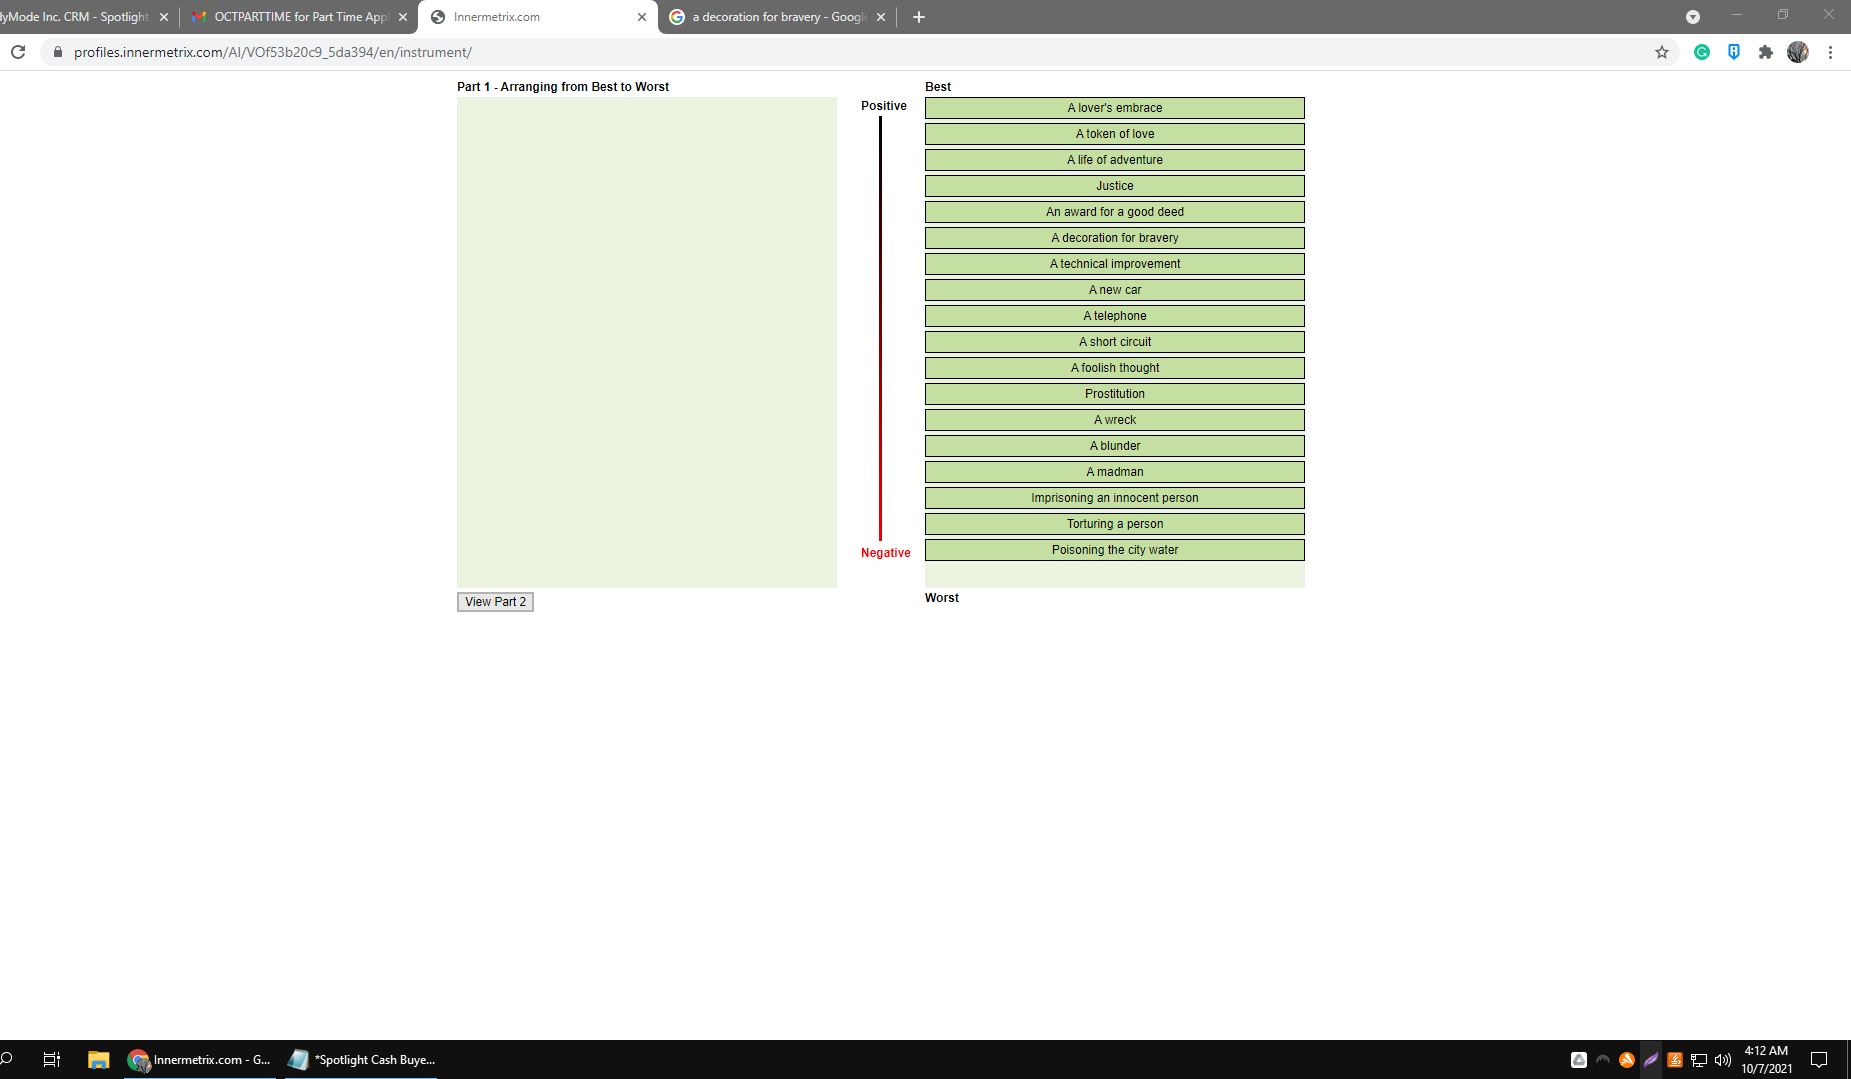 dyMode Inc. CRM - Spotlight
OCTPARTTIME for Part Time Appl
Innermetrix.com
a decoration for bravery - Google
profiles.innermetrix.com/AI/VOf53b20c9_5da394/en/instrument/
Part 1 - Arranging from Best to Worst
Best
Positive
A lover's embrace
A token of love
A life of adventure
Justice
An award for a good deed
A decoration for bravery
A technical improvement
A new car
A telephone
A short circuit
A foolish thought
Prostitution
A wreck
A blunder
A madman
Imprisoning an innocent person
Torturing a person
Negative
Poisoning the city water
View Part 2
Worst
Innermetrix.com - G...
*Spotlight Cash Buye...
4:12 AM
10/7/2021